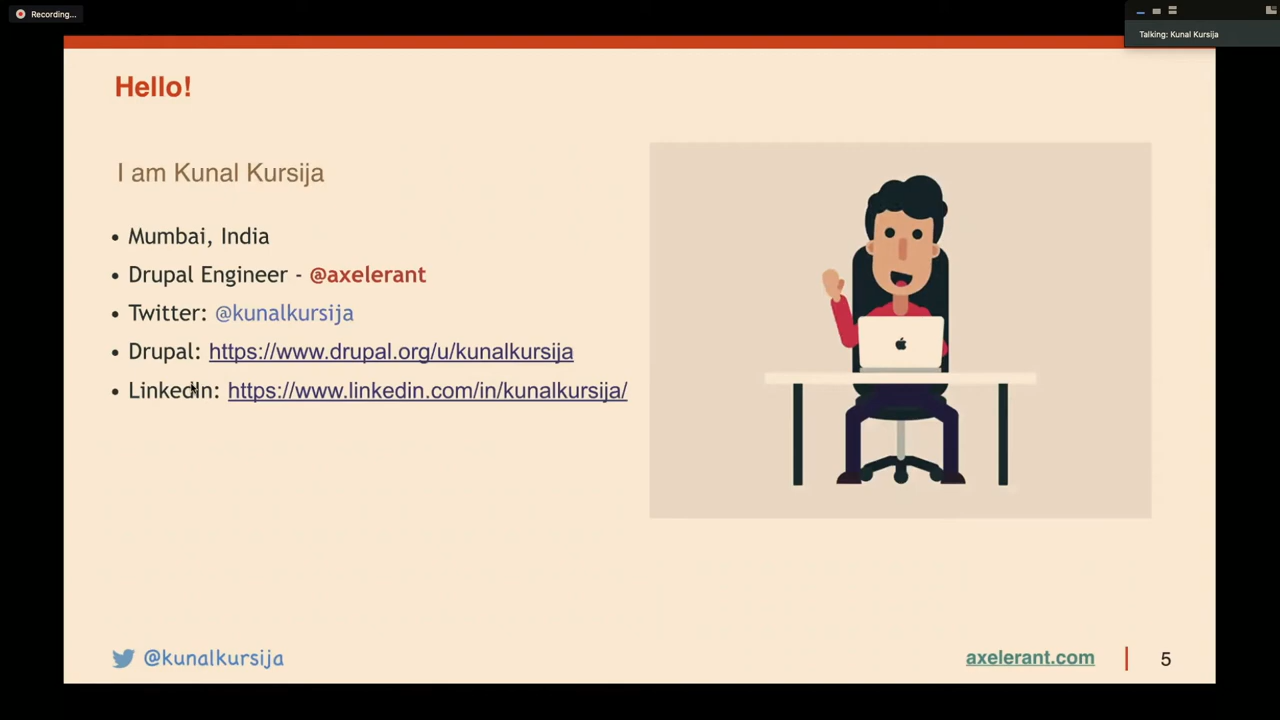 Recording...
Talking: Kunal Kursija
Hello!
I am Kunal Kursija
• Mumbai, India
• Drupal Engineer - @axelerant
• Twitter: @kunalkursija
• Drupal: https://www.drupal.org/u/kunalkursija
• LinkedIn: https://www.linkedin.com/in/kunalkursija/
@kunalkursija
axelerant.com | 5